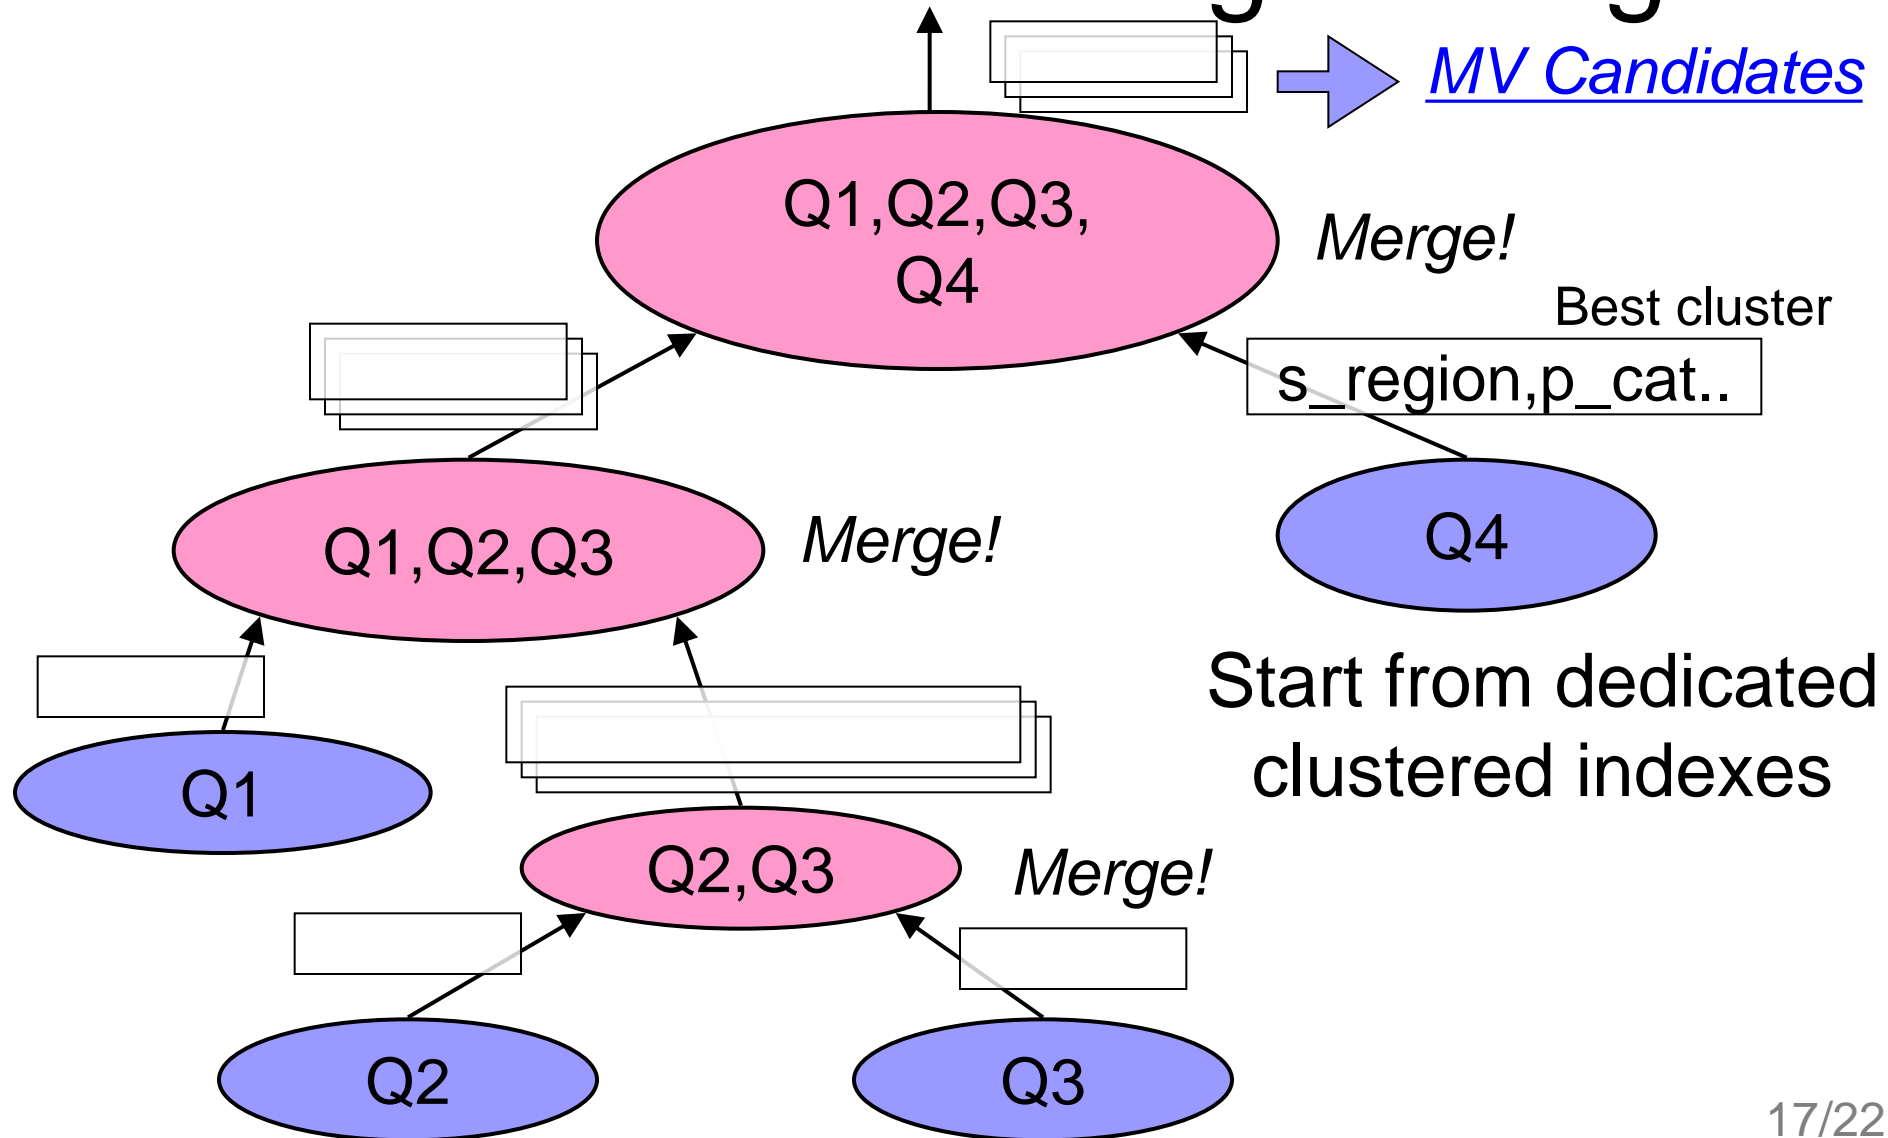 MV Candidates
Q1,Q2,Q3,
Q4
Merge!
Best cluster
s_region,p_cat..
Q1,Q2,Q3
Merge!
Q4
Start from dedicated
clustered indexes
Q1
Q2,Q3
Merge!
Q2
Q3
17/22